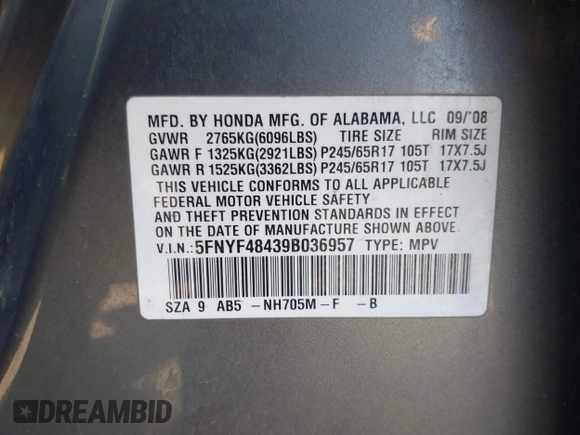 MFD. BY HONDA MFG. OF ALABAMA, LLC 09/'08
GVWR 2765KG(6096LBS) TIRE SIZE RIM SIZE
GAWR F 1325KG(2921LBS) P245/65R17 105T 17X7.5J
GAWR R 1525KG(3362LBS) P245/65R17 105T 17X7.5J
THIS VEHICLE CONFORMS TO ALL APPLICABLE
FEDERAL MOTOR VEHICLE SAFETY
AND THEFT PREVENTION STANDARDS IN EFFECT
ON THE DATE OF MANUFACTURE SHOWN ABOVE.
V.I.N.:5FNYF48439B036957 TYPE: MPV
SZA 9 AB5 -NH705M-F -B
DREAMBID